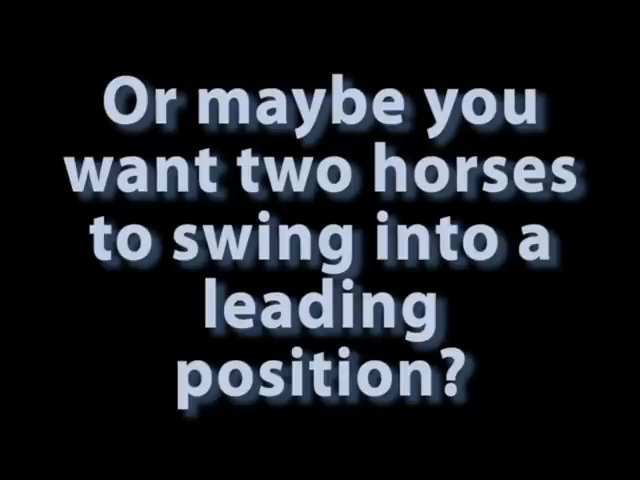 Or maybe you
want two horses
to swing into a
leading
position?